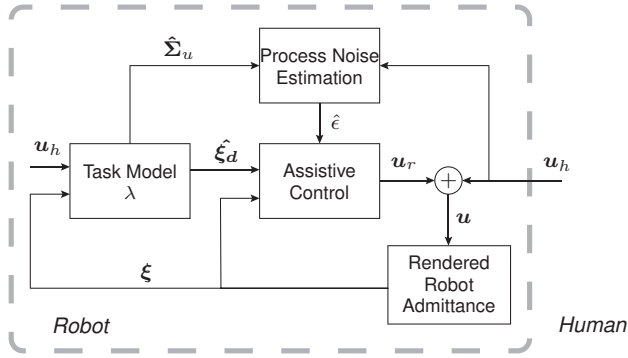 Σ̂_u
Process Noise
Estimation
ε̂
u_h
Task Model
λ
ξ̂_d
Assistive
Control
u_r
+
u_h
u
ξ
Rendered
Robot
Admittance
Robot
Human